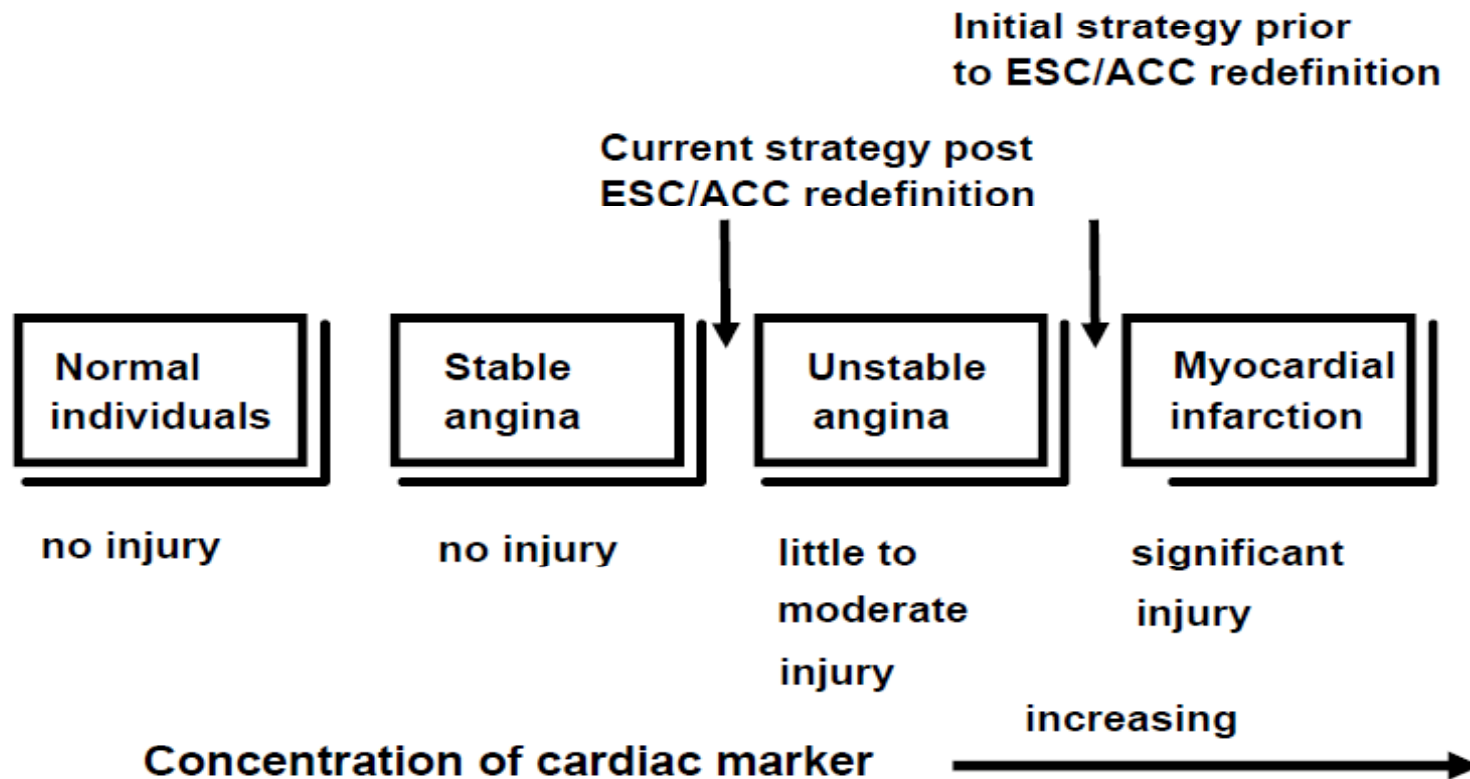 Initial strategy prior
to ESC/ACC redefinition
Current strategy post
ESC/ACC redefinition
Normal
individuals
Stable
angina
Unstable
angina
Myocardial
infarction
no injury
no injury
little to
moderate
injury
significant
injury
increasing
Concentration of cardiac marker